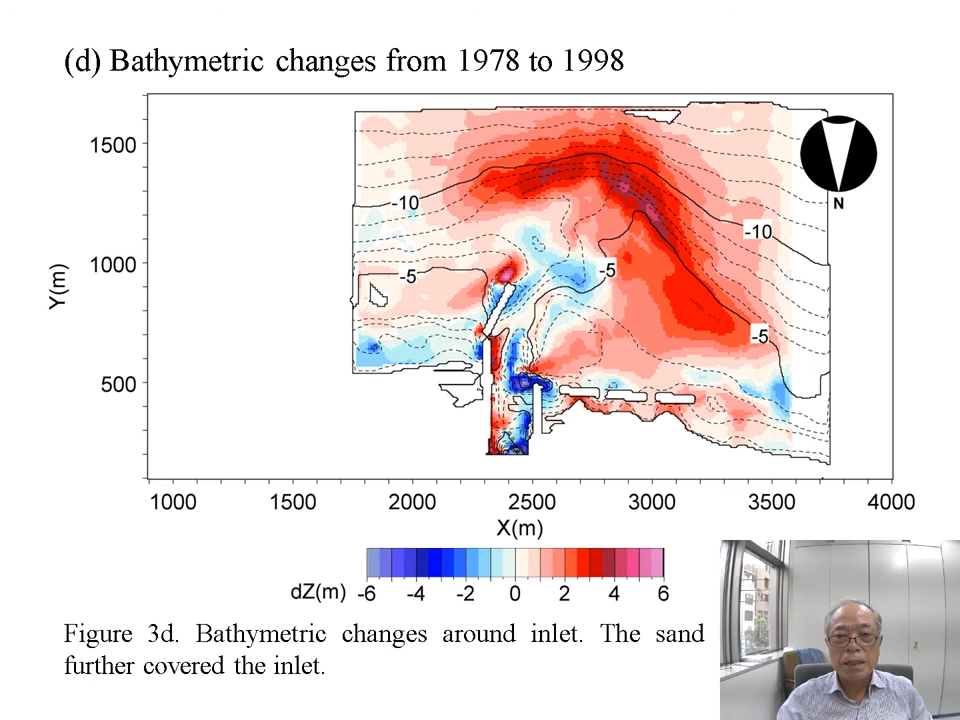 (d) Bathymetric changes from 1978 to 1998
1500
1000
500
Y(m)
-10
-5
-5
-10
-5
N
1000 1500 2000 2500 3000 3500 4000
X(m)
dZ(m) -6 -4 -2 0 2 4 6
Figure 3d. Bathymetric changes around inlet. The sand
further covered the inlet.